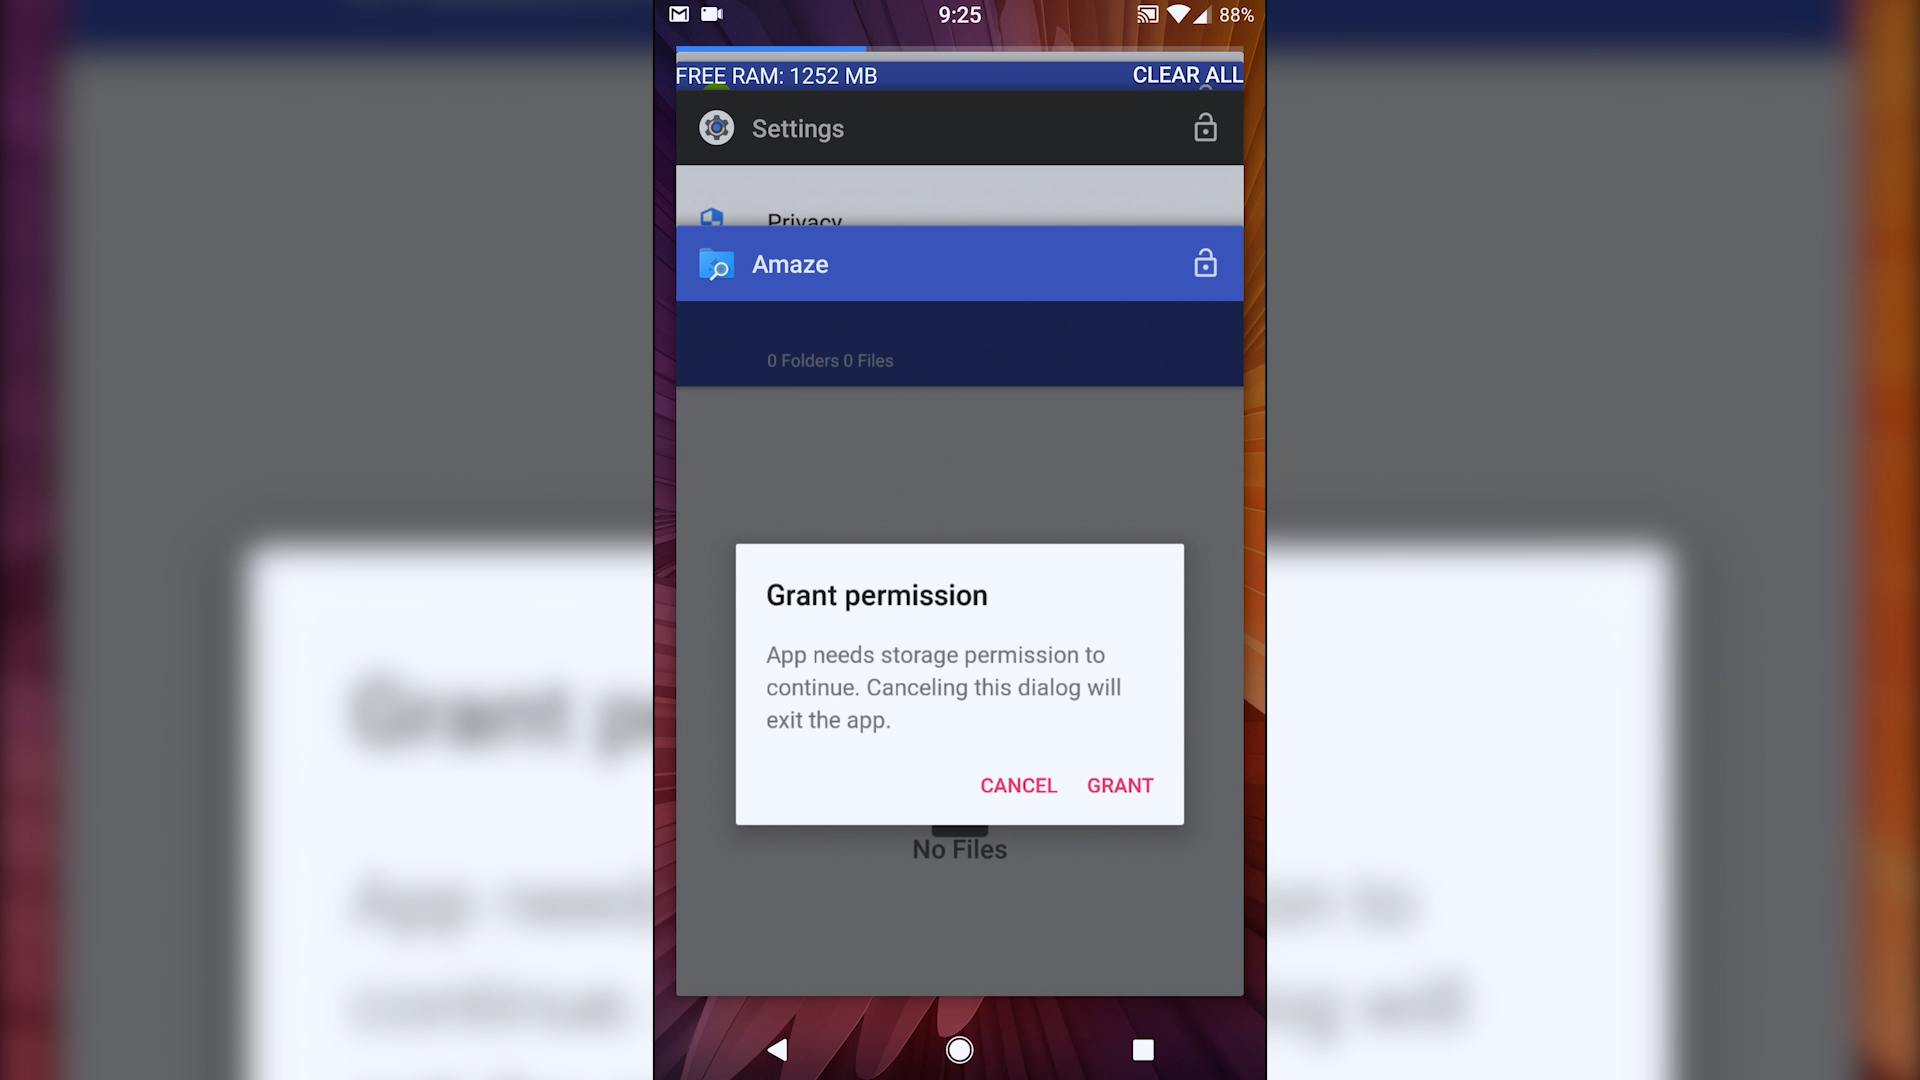 9:25
88%
FREE RAM: 1252 MB
CLEAR ALL
Settings
Privacy
Amaze
0 Folders 0 Files
Grant permission
App needs storage permission to
continue. Canceling this dialog will
exit the app.
CANCEL GRANT
No Files